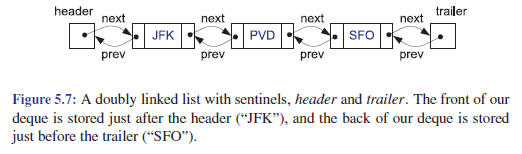 header next next next next trailer
JFK PVD SFO
prev prev prev prev
Figure 5.7: A doubly linked list with sentinels, header and trailer. The front of our
deque is stored just after the header (“JFK”), and the back of our deque is stored
just before the trailer (“SFO”).